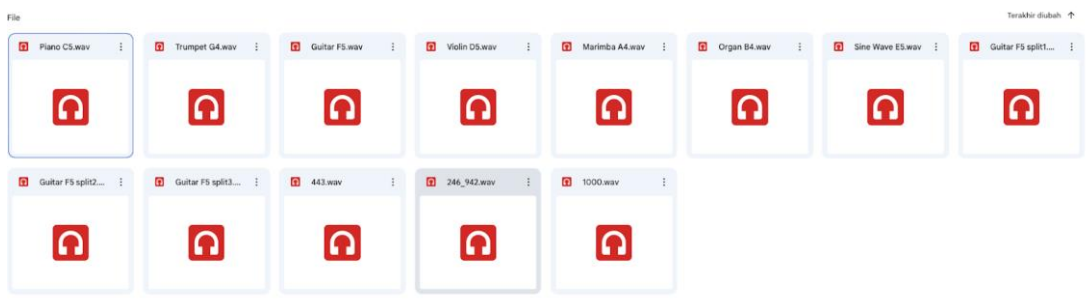 File
Terakhir diubah
Piano C5.wav
Trumpet G4.wav
Guitar F5.wav
Violin D5.wav
Marimba A4.wav
Organ B4.wav
Sine Wave E5.wav
Guitar F5 split1....
Guitar F5 split2....
Guitar F5 split3....
443.wav
246_942.wav
1000.wav